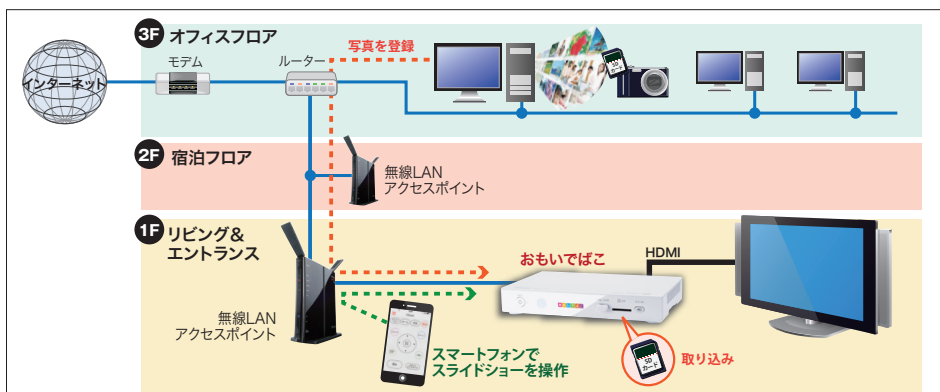 3F オフィスフロア
インターネット
モデム
ルーター
写真を登録
SD
カード
2F 宿泊フロア
無線LAN
アクセスポイント
1F リビング&
エントランス
無線LAN
アクセスポイント
おもいでばこ
HDMI
スマートフォンで
スライドショーを操作
SD
カード
取り込み